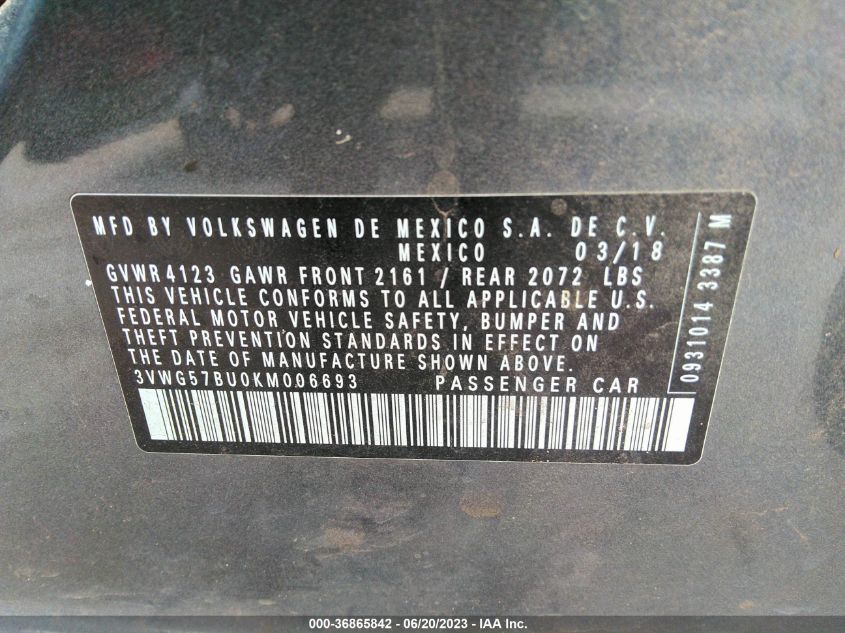 MFD BY VOLKSWAGEN DE MEXICO S.A. DE C.V.
MEXICO 03/18
GVWR 4123 GAWR FRONT 2161 / REAR 2072 LBS
THIS VEHICLE CONFORMS TO ALL APPLICABLE U.S.
FEDERAL MOTOR VEHICLE SAFETY, BUMPER AND
THEFT PREVENTION STANDARDS IN EFFECT ON
THE DATE OF MANUFACTURE SHOWN ABOVE.
3VWG57BU0KM006693 PASSENGER CAR
0931014 3387 M
000-36865842 - 06/20/2023 - IAA Inc.